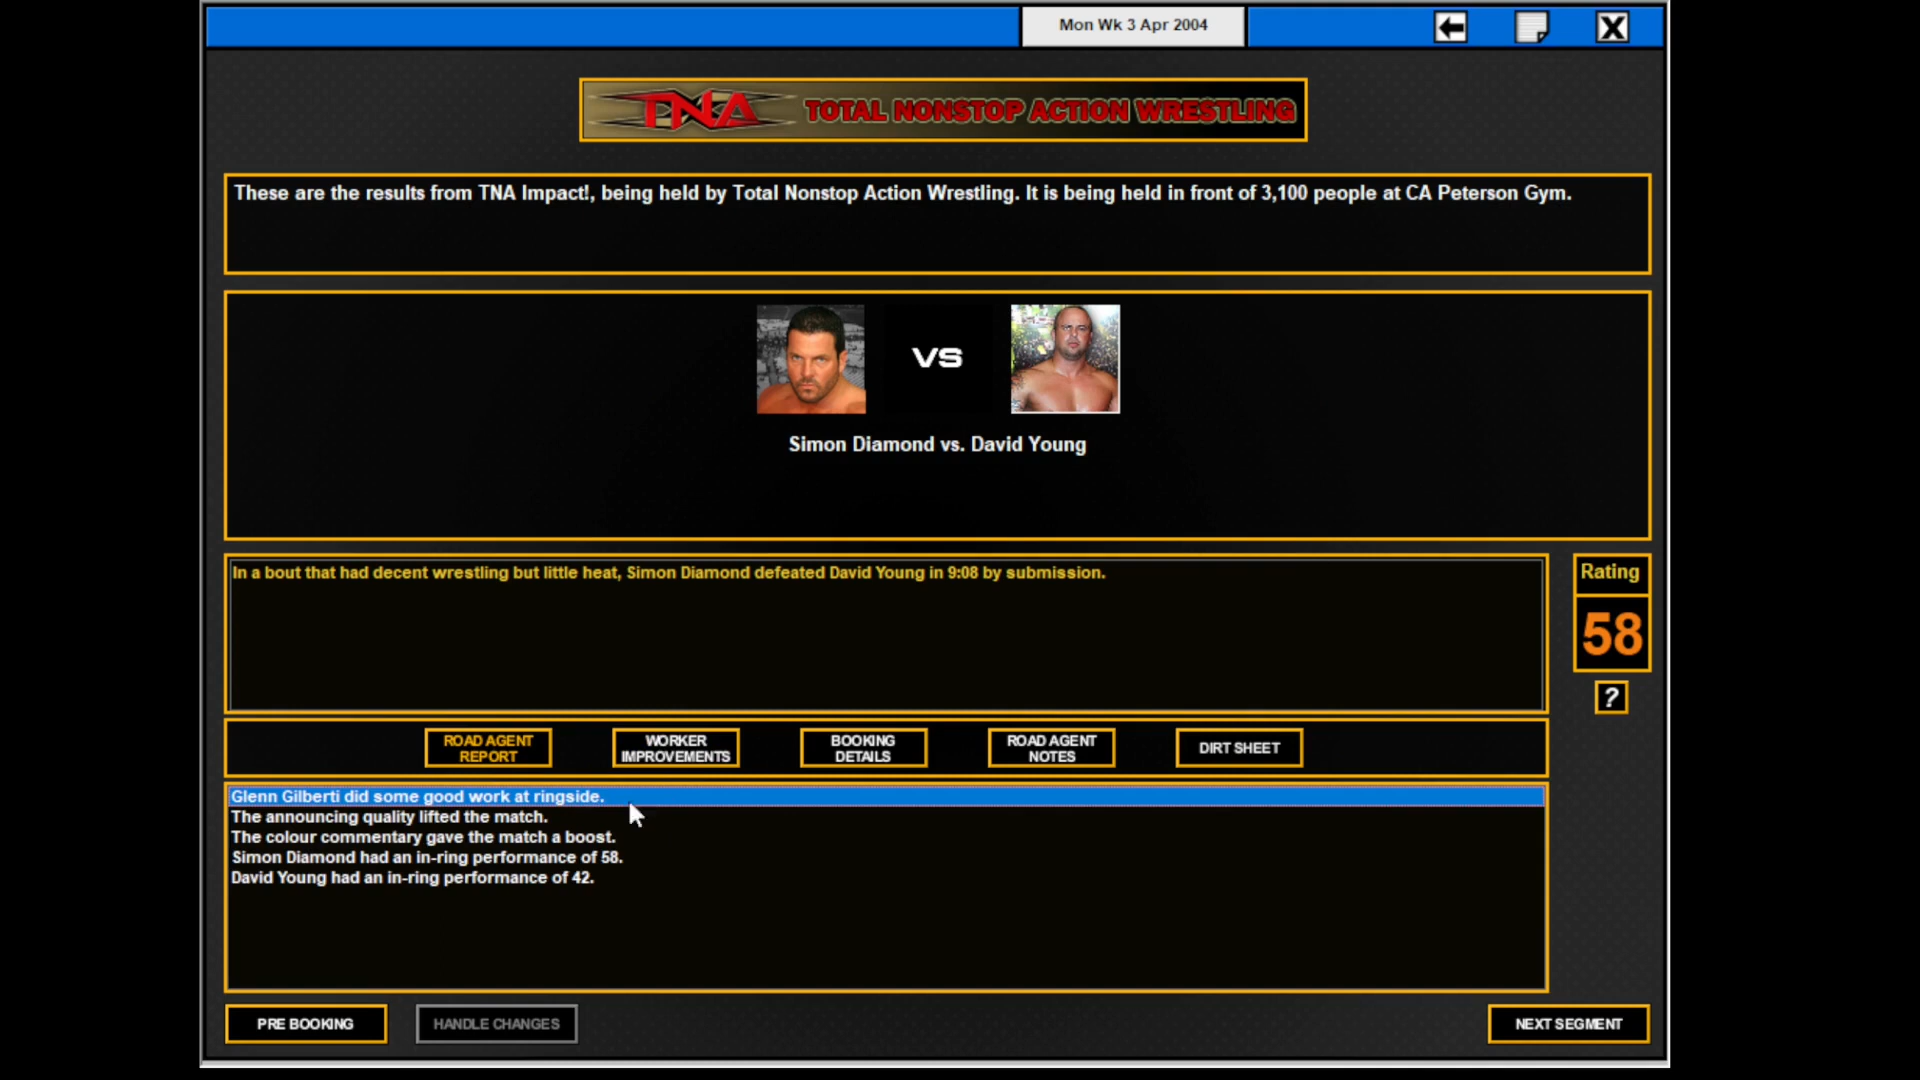 Mon Wk 3 Apr 2004
TNA TOTAL NONSTOP ACTION WRESTLING
These are the results from TNA Impact!, being held by Total Nonstop Action Wrestling. It is being held in front of 3,100 people at CA Peterson Gym.
VS
Simon Diamond vs. David Young
In a bout that had decent wrestling but little heat, Simon Diamond defeated David Young in 9:08 by submission.
Rating
58
?
ROAD AGENT REPORT
WORKER IMPROVEMENTS
BOOKING DETAILS
ROAD AGENT NOTES
DIRT SHEET
Glenn Gilberti did some good work at ringside.
The announcing quality lifted the match.
The colour commentary gave the match a boost.
Simon Diamond had an in-ring performance of 58.
David Young had an in-ring performance of 42.
PRE BOOKING
HANDLE CHANGES
NEXT SEGMENT